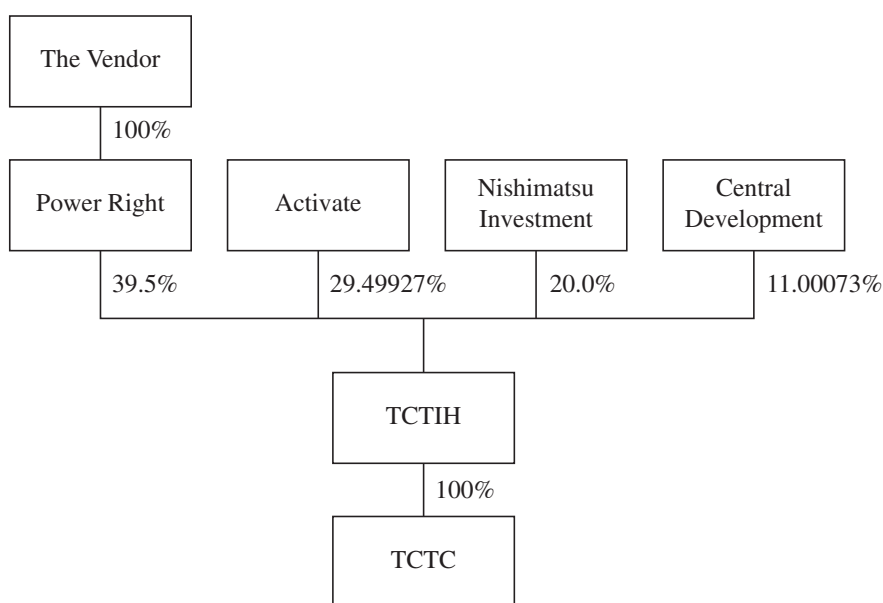 The Vendor
100%
Power Right
Activate
Nishimatsu
Investment
Central
Development
39.5%
29.49927%
20.0%
11.00073%
TCTIH
100%
TCTC